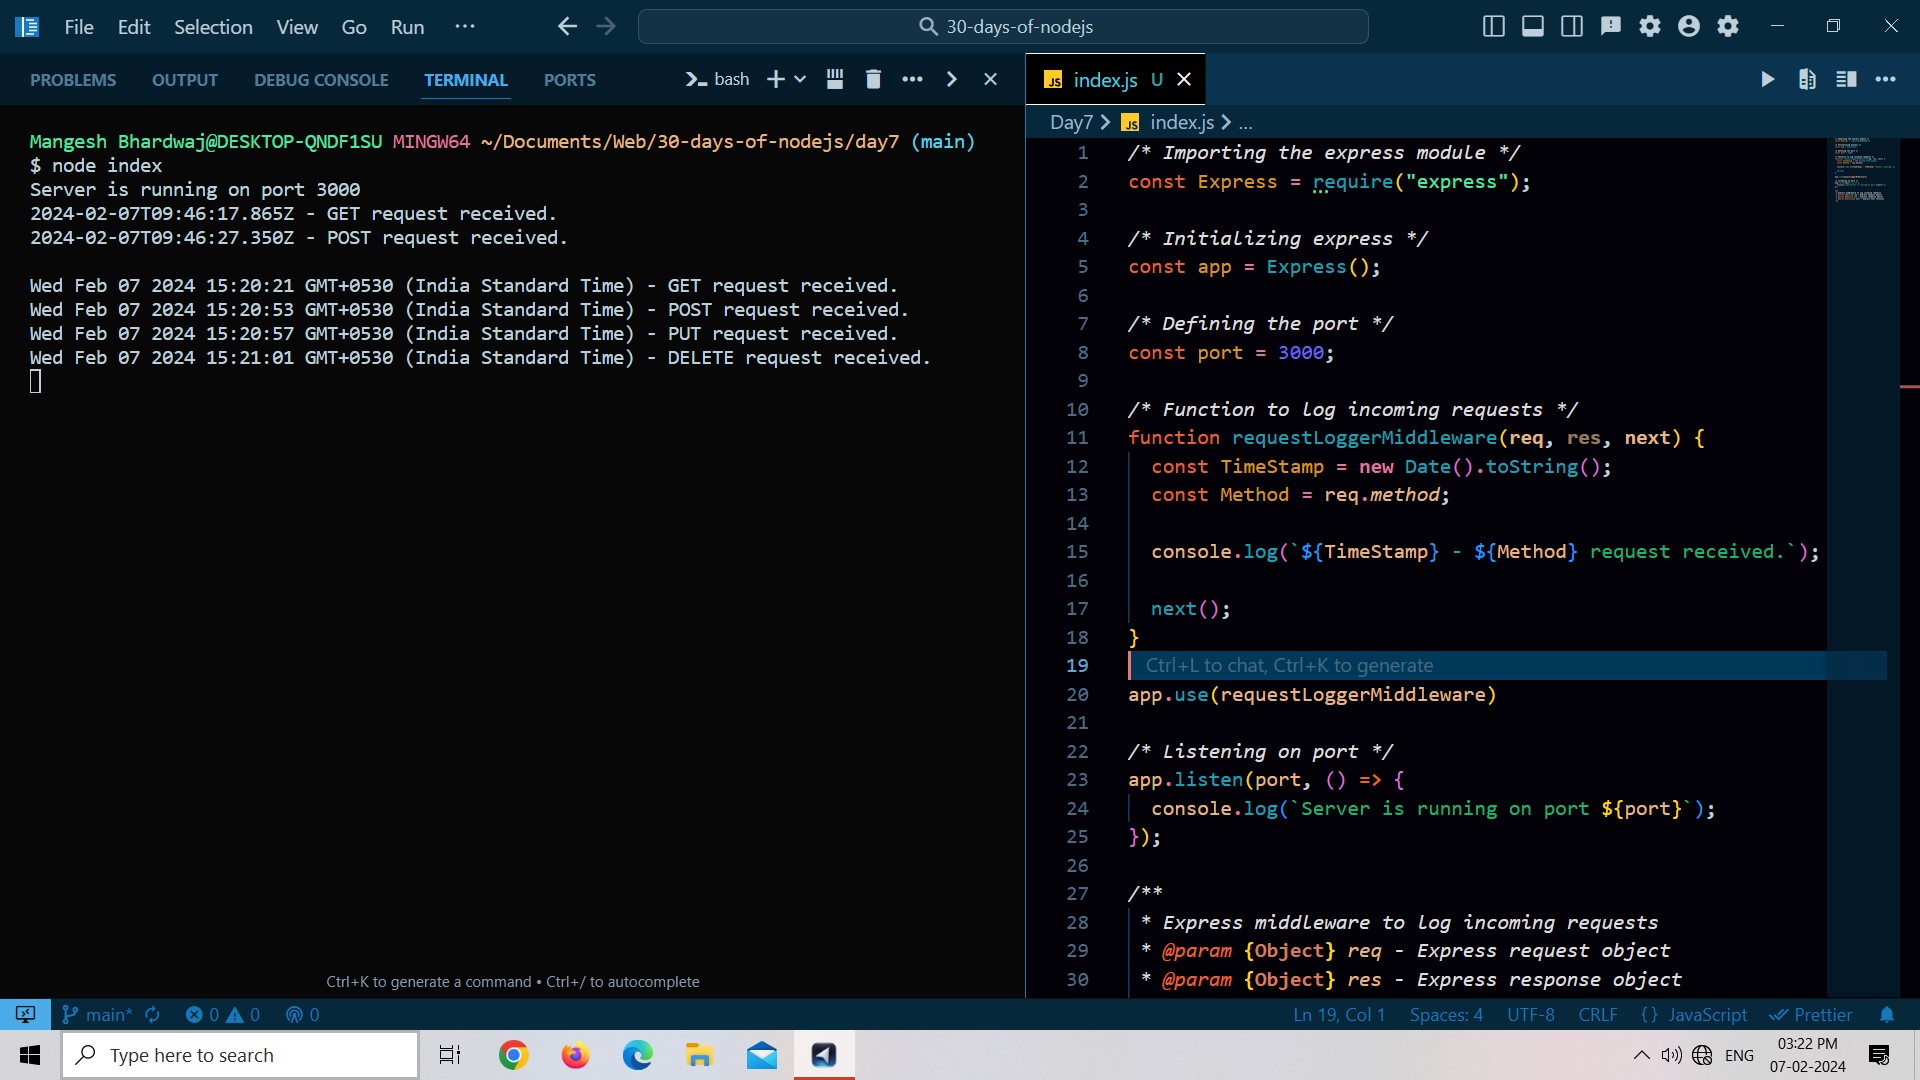 File Edit Selection View Go Run ··· 30-days-of-nodejs
PROBLEMS OUTPUT DEBUG CONSOLE TERMINAL PORTS bash
Mangesh Bhardwaj@DESKTOP-QNDF1SU MINGW64 ~/Documents/Web/30-days-of-nodejs/day7 (main)
$ node index
Server is running on port 3000
2024-02-07T09:46:17.865Z - GET request received.
2024-02-07T09:46:27.350Z - POST request received.
Wed Feb 07 2024 15:20:21 GMT+0530 (India Standard Time) - GET request received.
Wed Feb 07 2024 15:20:53 GMT+0530 (India Standard Time) - POST request received.
Wed Feb 07 2024 15:20:57 GMT+0530 (India Standard Time) - PUT request received.
Wed Feb 07 2024 15:21:01 GMT+0530 (India Standard Time) - DELETE request received.
Ctrl+K to generate a command • Ctrl+/ to autocomplete
JS index.js U
Day7 > JS index.js > ...
1 /* Importing the express module */
2 const Express = require("express");
3
4 /* Initializing express */
5 const app = Express();
6
7 /* Defining the port */
8 const port = 3000;
9
10 /* Function to log incoming requests */
11 function requestLoggerMiddleware(req, res, next) {
12 const TimeStamp = new Date().toString();
13 const Method = req.method;
14
15 console.log(`${TimeStamp} - ${Method} request received.`);
16
17 next();
18 }
19 Ctrl+L to chat, Ctrl+K to generate
20 app.use(requestLoggerMiddleware)
21
22 /* Listening on port */
23 app.listen(port, () => {
24 console.log(`Server is running on port ${port}`);
25 });
26
27 /**
28 * Express middleware to log incoming requests
29 * @param {Object} req - Express request object
30 * @param {Object} res - Express response object
main* 0 0 0 Ln 19, Col 1 Spaces: 4 UTF-8 CRLF {} JavaScript Prettier
Type here to search ENG 03:22 PM
07-02-2024